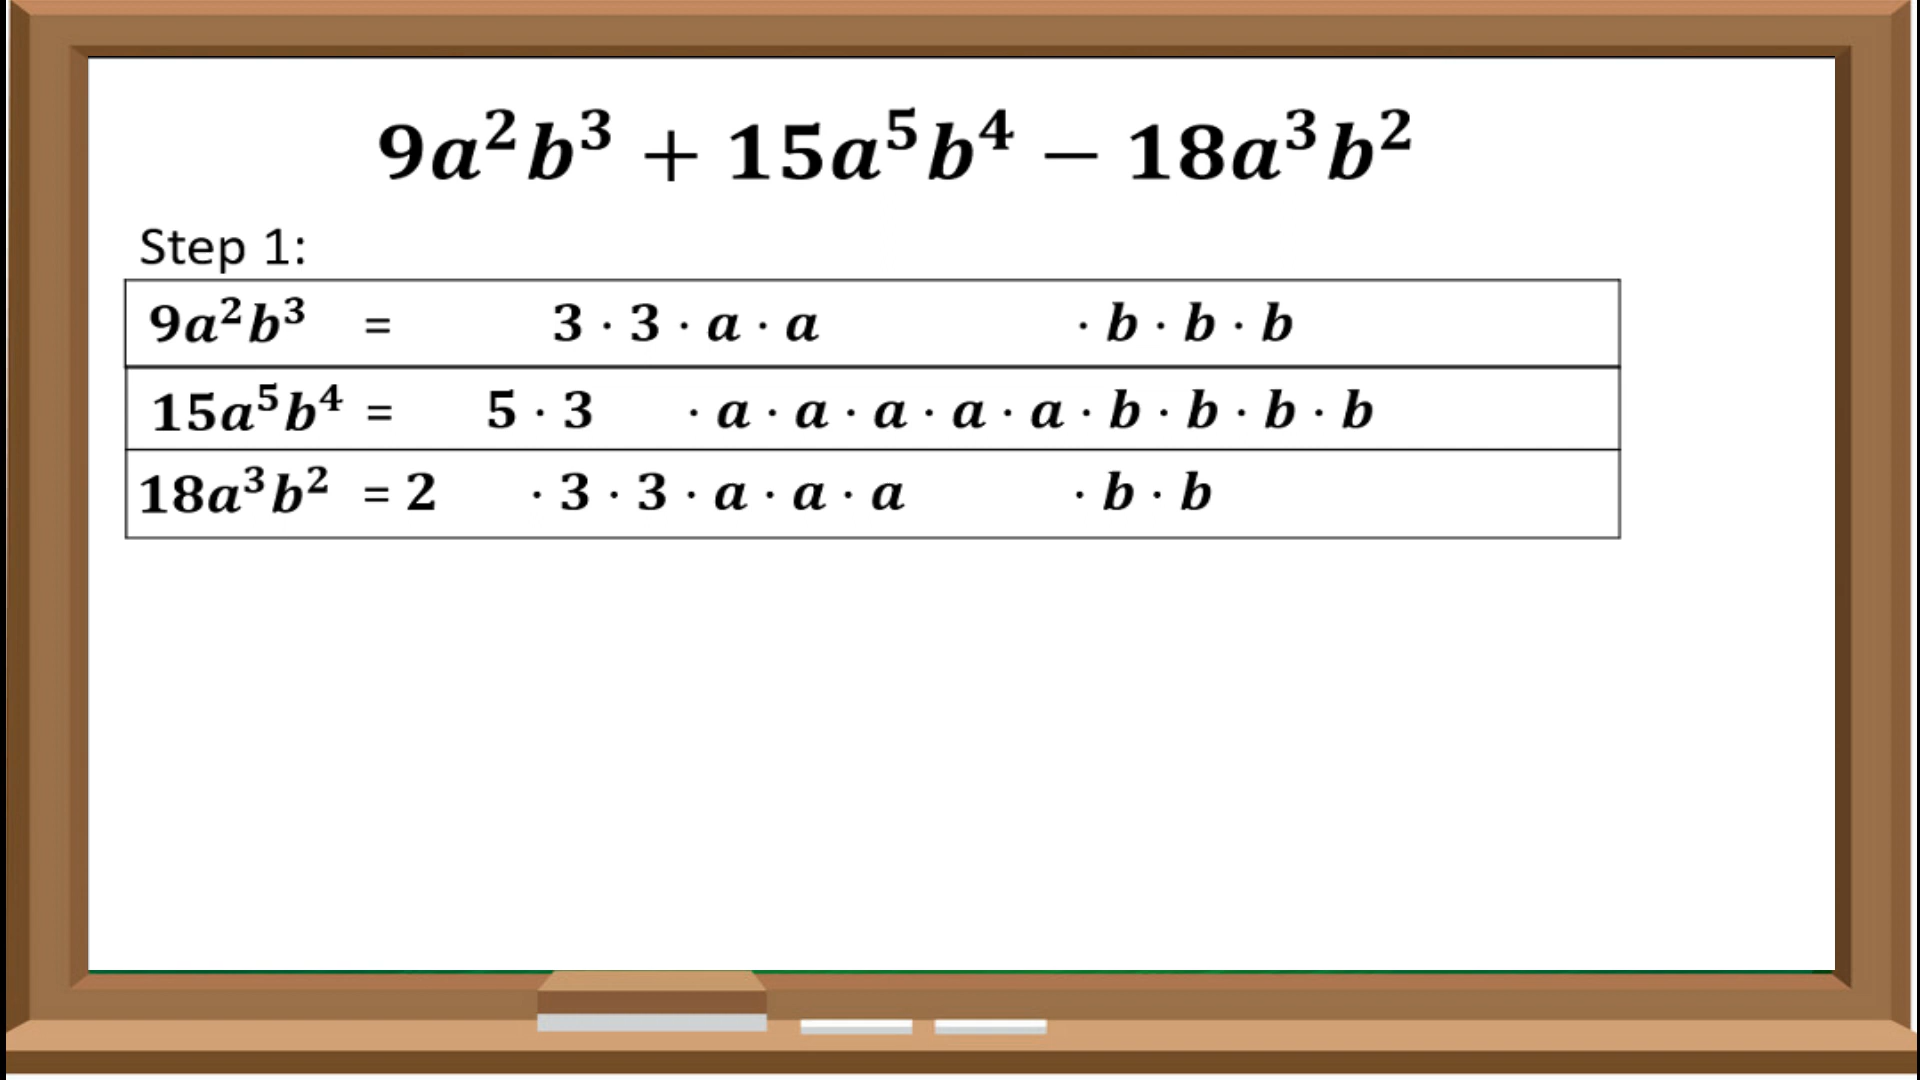 9a²b³ + 15a⁵b⁴ − 18a³b²
Step 1:
9a²b³ = 3 · 3 · a · a · b · b · b
15a⁵b⁴ = 5 · 3 · a · a · a · a · a · b · b · b · b
18a³b² = 2 · 3 · 3 · a · a · a · b · b